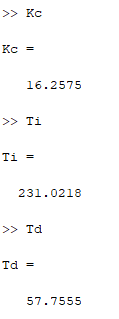 >> Kc
Kc =
16.2575
>> Ti
Ti =
231.0218
>> Td
Td =
57.7555